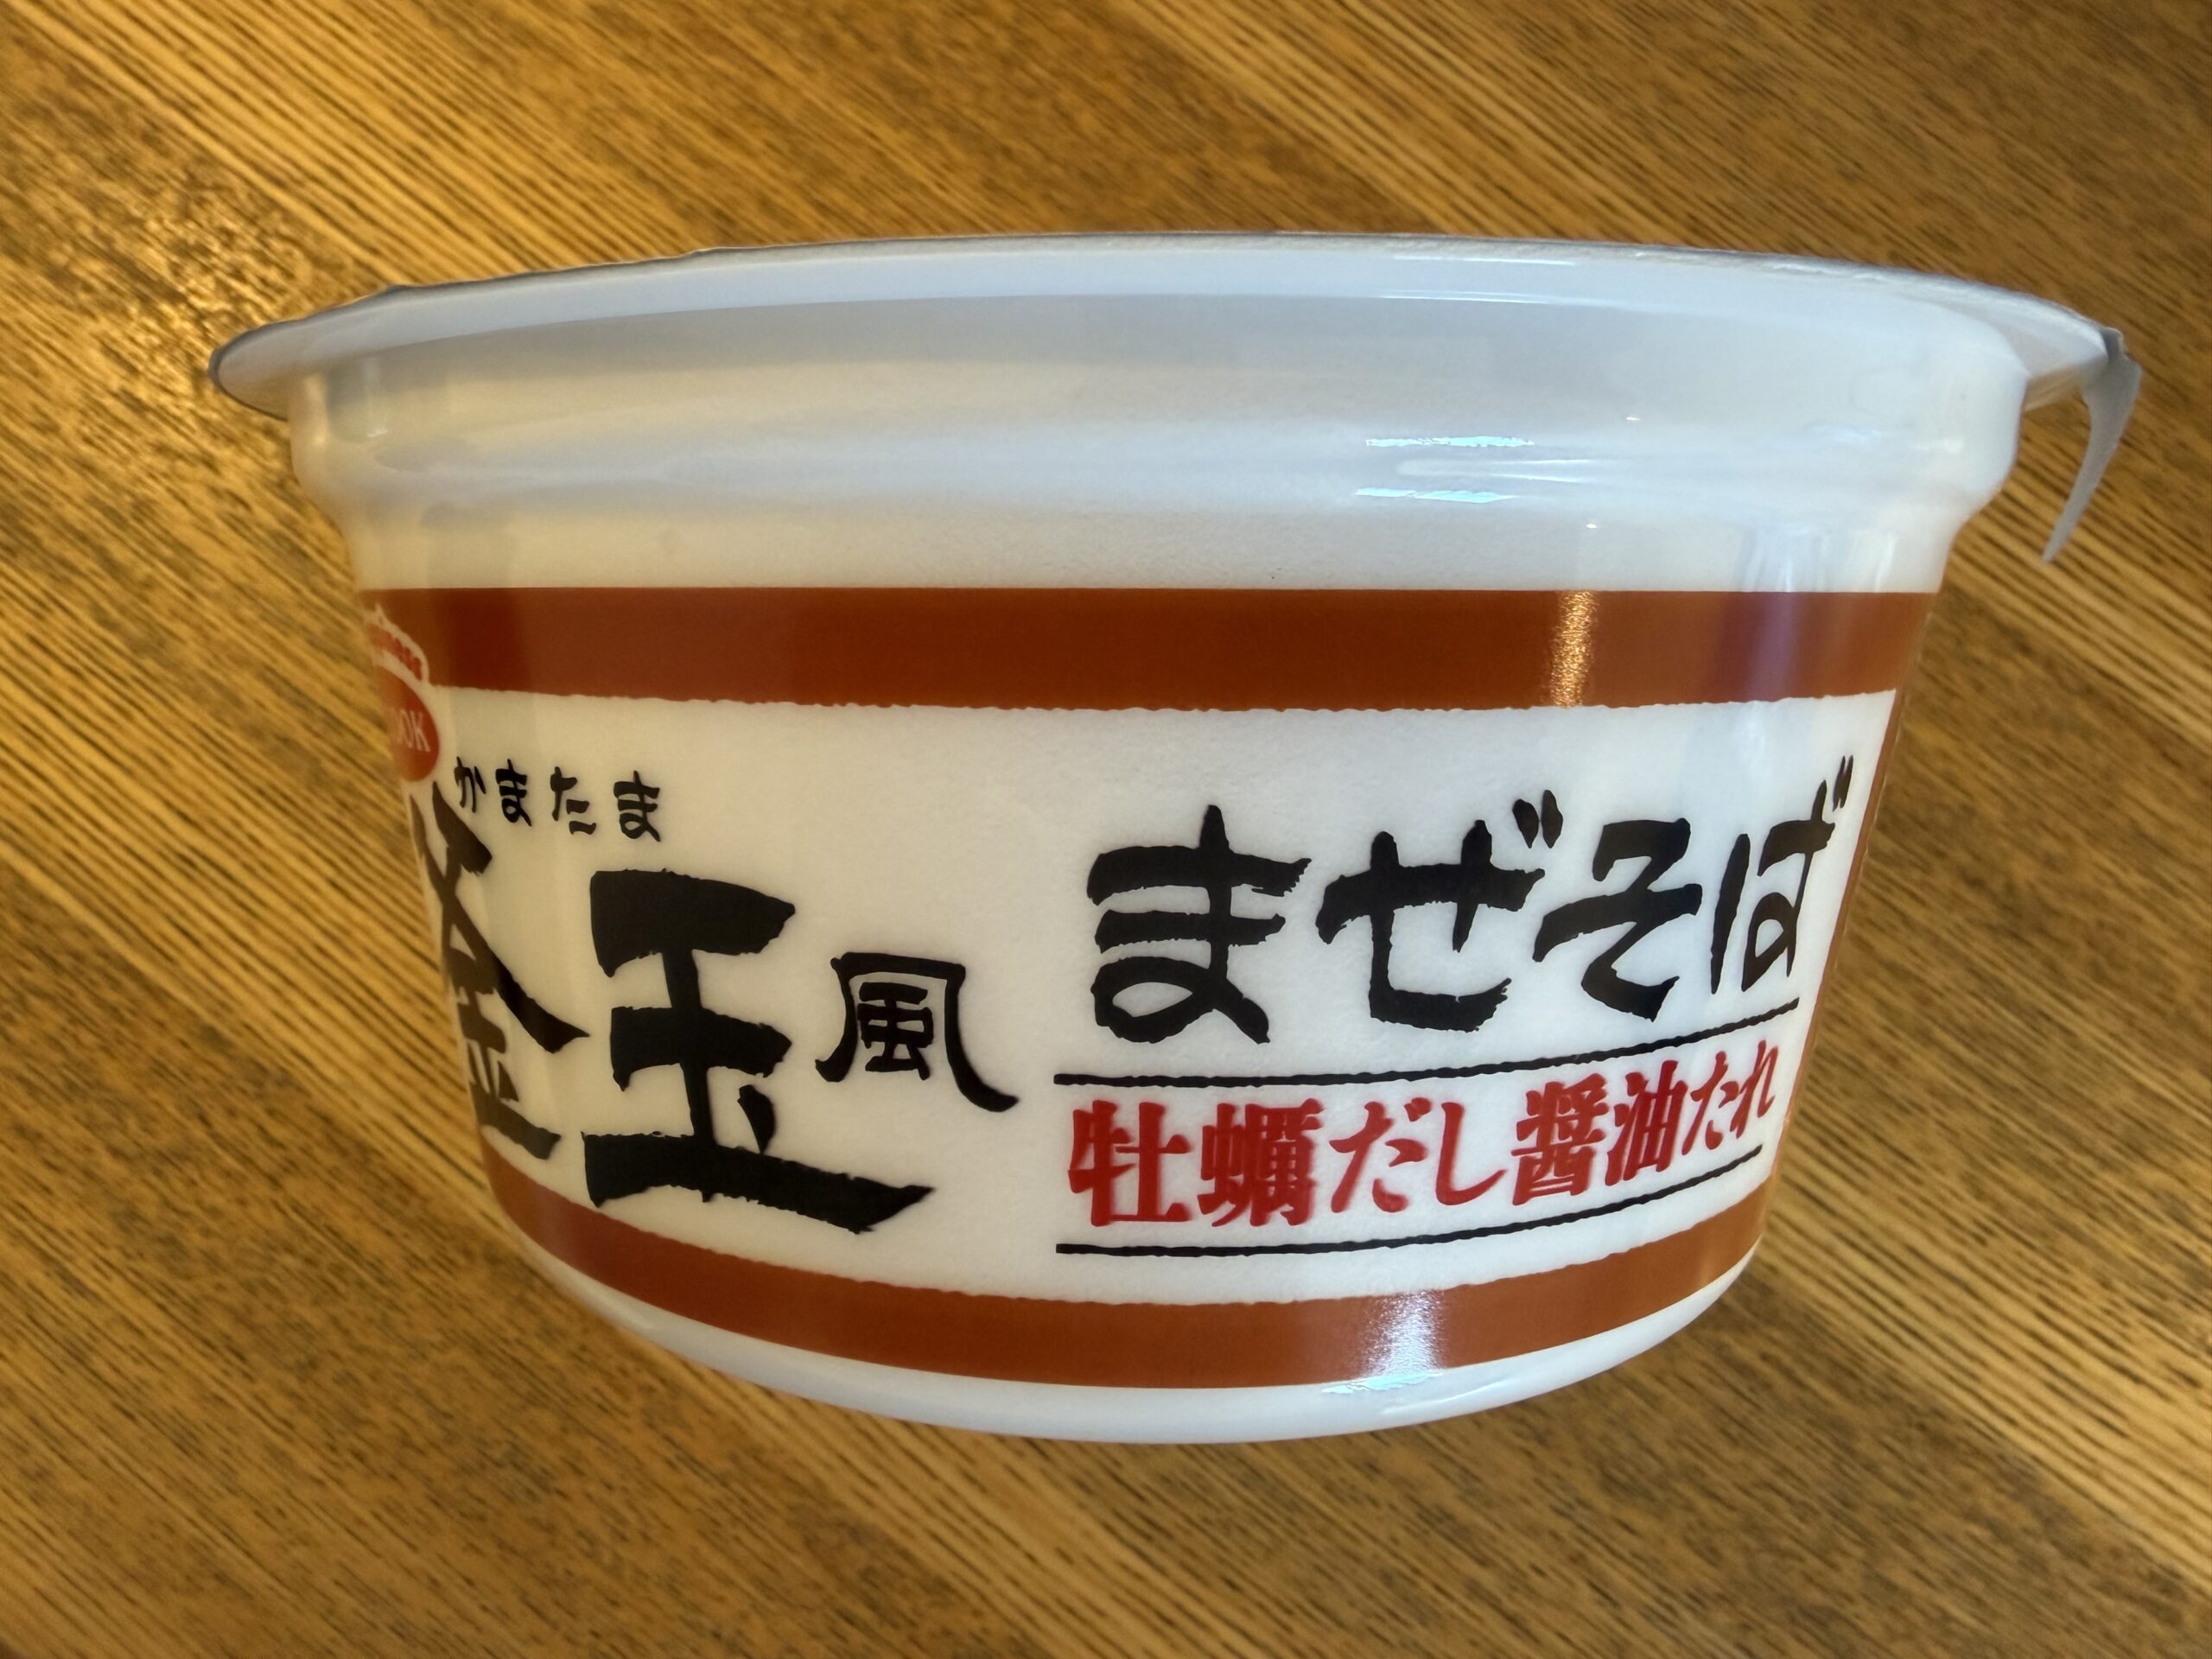 かまたま
釜玉風
まぜそば
牡蠣だし醤油たれ